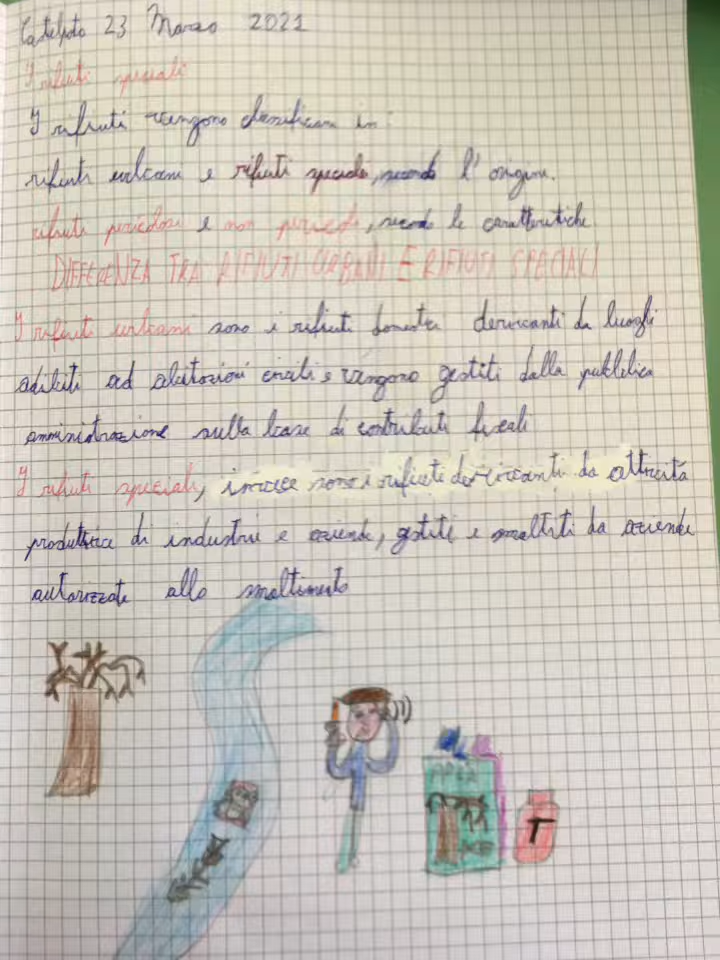 23 Marzo 2021
I rifiuti speciali
I rifiuti vengono classificati in:
rifiuti urbani e rifiuti speciali, secondo l'origine.
rifiuti pericolosi e non pericolosi, secondo le caratteristiche
DIFFERENZA TRA RIFIUTI URBANI E RIFIUTI SPECIALI
I rifiuti urbani sono i rifiuti domestici derivanti da luoghi
adibiti ad abitazioni civili e vengono gestiti dalla pubblica
amministrazione sulla base di contributi fiscali
I rifiuti speciali, invece sono i rifiuti derivanti da attività
produttrice di industrie e aziende, gestiti e smaltiti da aziende
autorizzate allo smaltimento
T